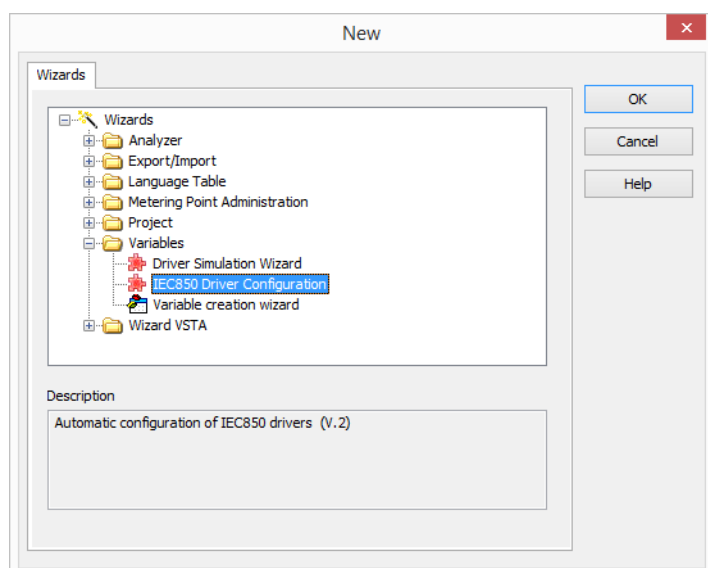 New
Wizards
OK
Wizards
Analyzer
Cancel
Export/Import
Language Table
Help
Metering Point Administration
Project
Variables
Driver Simulation Wizard
IEC850 Driver Configuration
Variable creation wizard
Wizard VSTA
Description
Automatic configuration of IEC850 drivers (V.2)